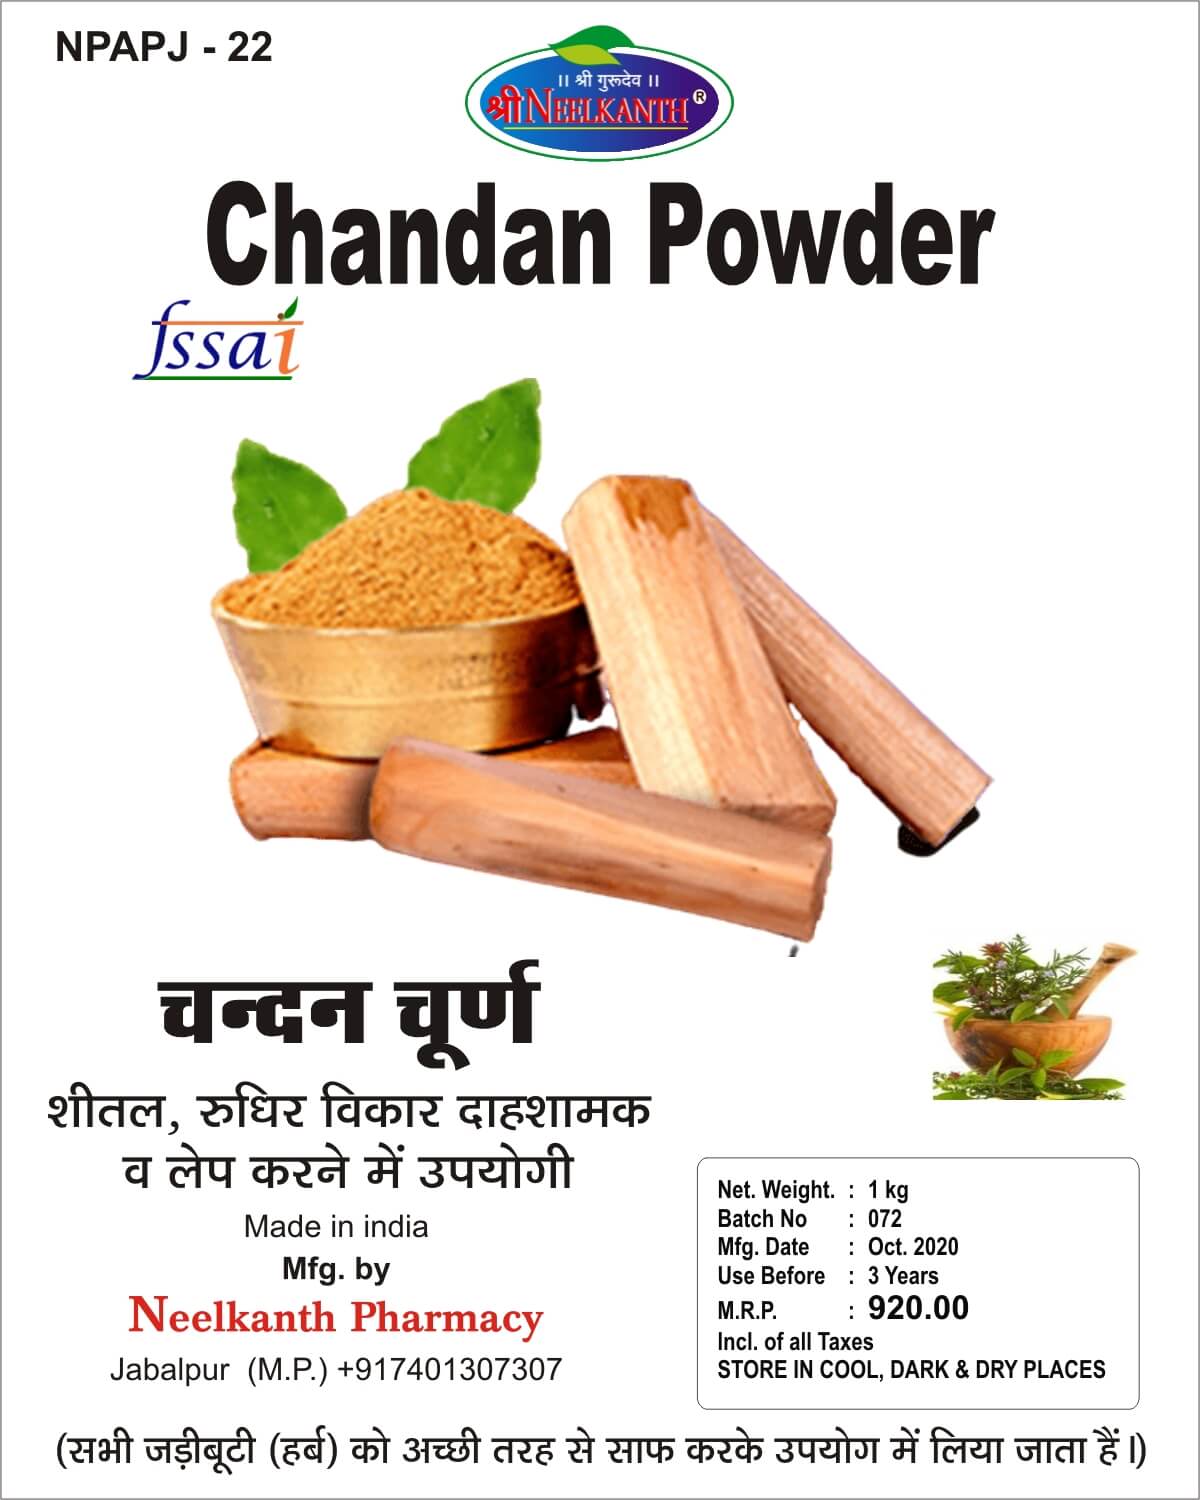 NPAPJ - 22
।। श्री गुरूदेव ।।
श्री NEELKANTH ®
Chandan Powder
fssai
चन्दन चूर्ण
शीतल, रुधिर विकार दाहशामक
व लेप करने में उपयोगी
Made in india
Mfg. by
Neelkanth Pharmacy
Jabalpur (M.P.) +917401307307
Net. Weight. : 1 kg
Batch No : 072
Mfg. Date : Oct. 2020
Use Before : 3 Years
M.R.P. : 920.00
Incl. of all Taxes
STORE IN COOL, DARK & DRY PLACES
(सभी जड़ीबूटी (हर्ब) को अच्छी तरह से साफ करके उपयोग में लिया जाता हैं।)